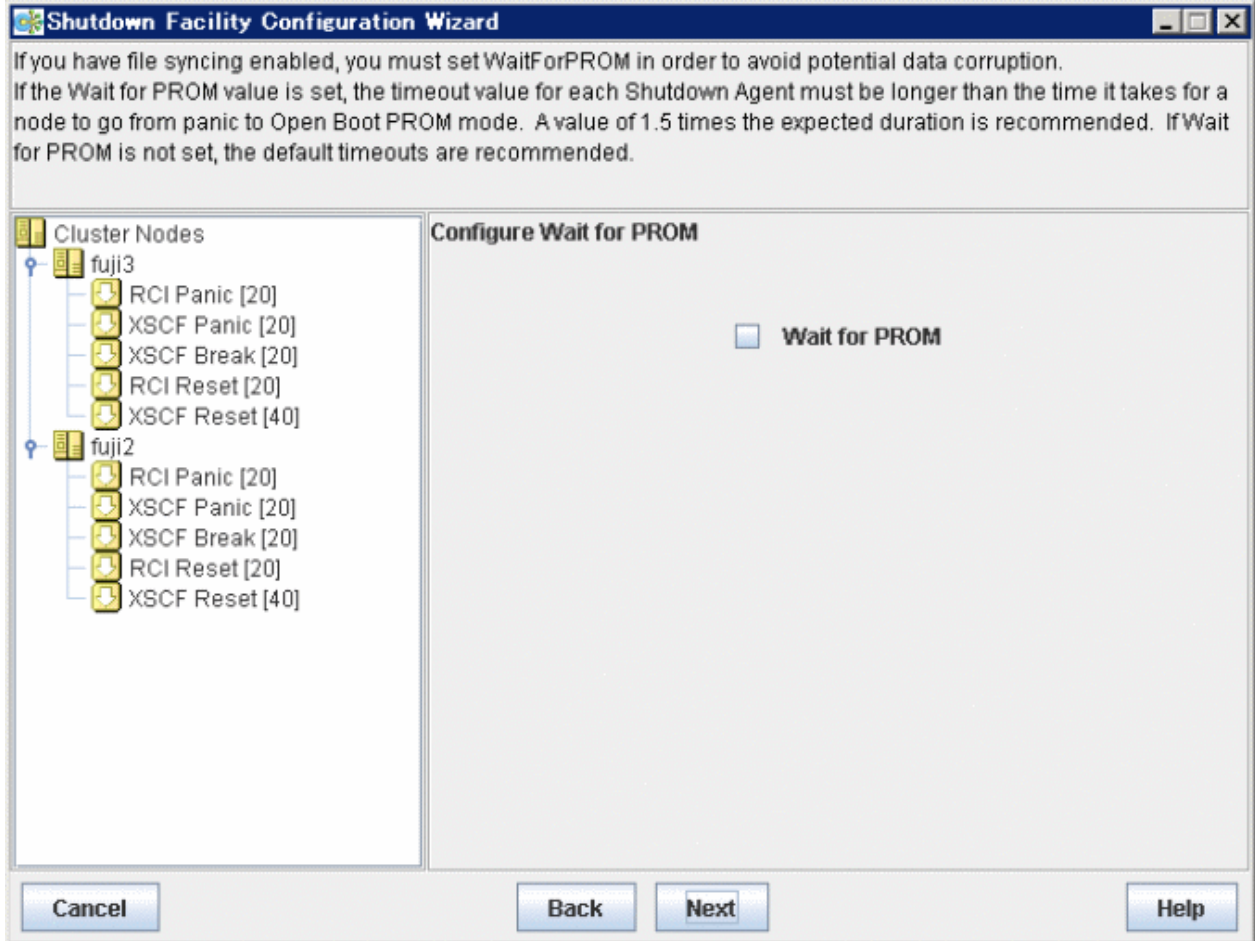 Shutdown Facility Configuration Wizard
If you have file syncing enabled, you must set WaitForPROM in order to avoid potential data corruption.
If the Wait for PROM value is set, the timeout value for each Shutdown Agent must be longer than the time it takes for a
node to go from panic to Open Boot PROM mode. A value of 1.5 times the expected duration is recommended. If Wait
for PROM is not set, the default timeouts are recommended.
Cluster Nodes
fuji3
RCI Panic [20]
XSCF Panic [20]
XSCF Break [20]
RCI Reset [20]
XSCF Reset [40]
fuji2
RCI Panic [20]
XSCF Panic [20]
XSCF Break [20]
RCI Reset [20]
XSCF Reset [40]
Configure Wait for PROM
Wait for PROM
Cancel
Back
Next
Help